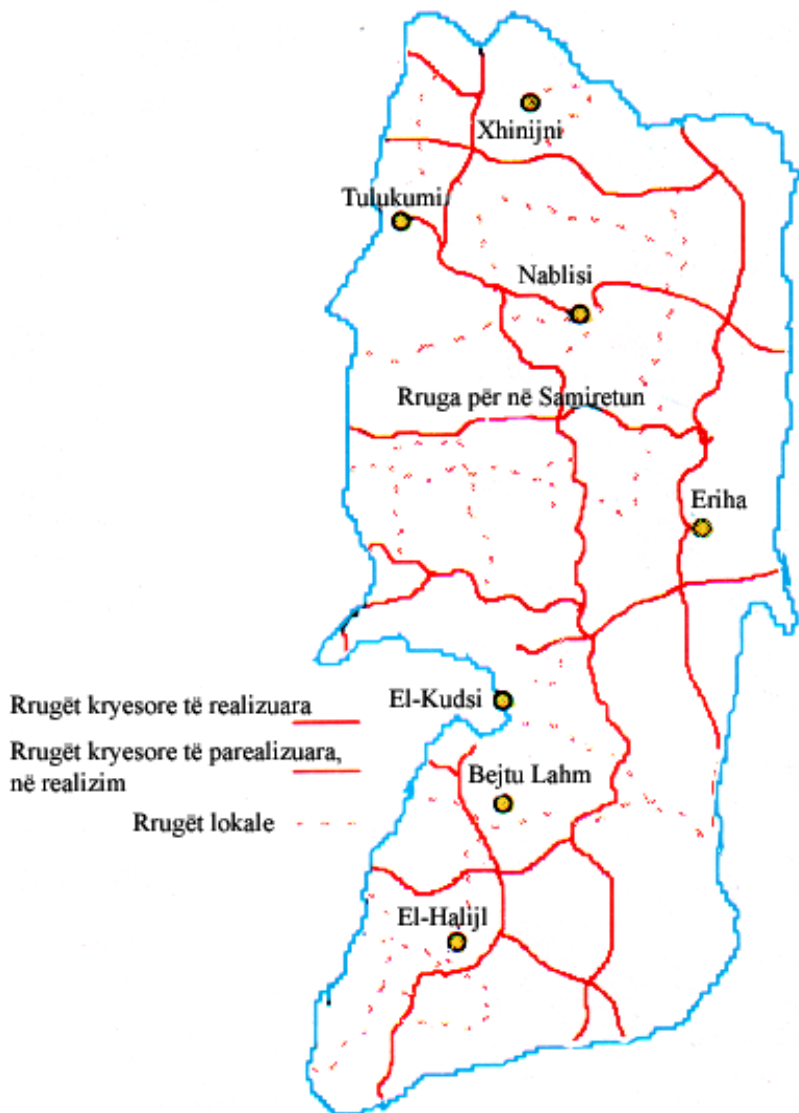 Xhinijni
Tulukumi
Nablisi
Rruga për në Samiretun
Eriha
El-Kudsi
Rrugët kryesore të realizuara
Rrugët kryesore të parealizuara,
në realizim
Bejtu Lahm
Rrugët lokale
El-Halijl